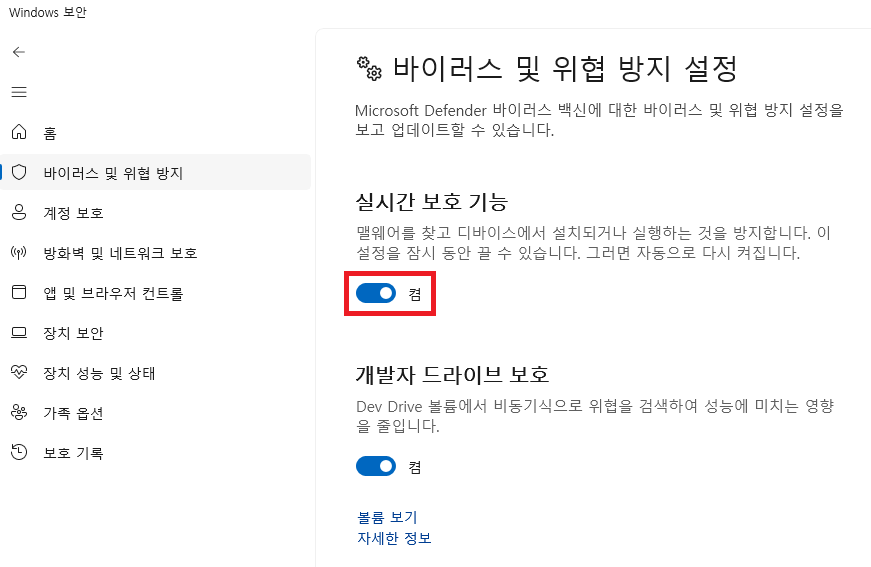 Windows 보안
홈
바이러스 및 위협 방지
계정 보호
방화벽 및 네트워크 보호
앱 및 브라우저 컨트롤
장치 보안
장치 성능 및 상태
가족 옵션
보호 기록
바이러스 및 위협 방지 설정
Microsoft Defender 바이러스 백신에 대한 바이러스 및 위협 방지 설정을
보고 업데이트할 수 있습니다.
실시간 보호 기능
맬웨어를 찾고 디바이스에서 설치되거나 실행하는 것을 방지합니다. 이
설정을 잠시 동안 끌 수 있습니다. 그러면 자동으로 다시 켜집니다.
켬
개발자 드라이브 보호
Dev Drive 볼륨에서 비동기식으로 위협을 검색하여 성능에 미치는 영향
을 줄입니다.
켬
볼륨 보기
자세한 정보